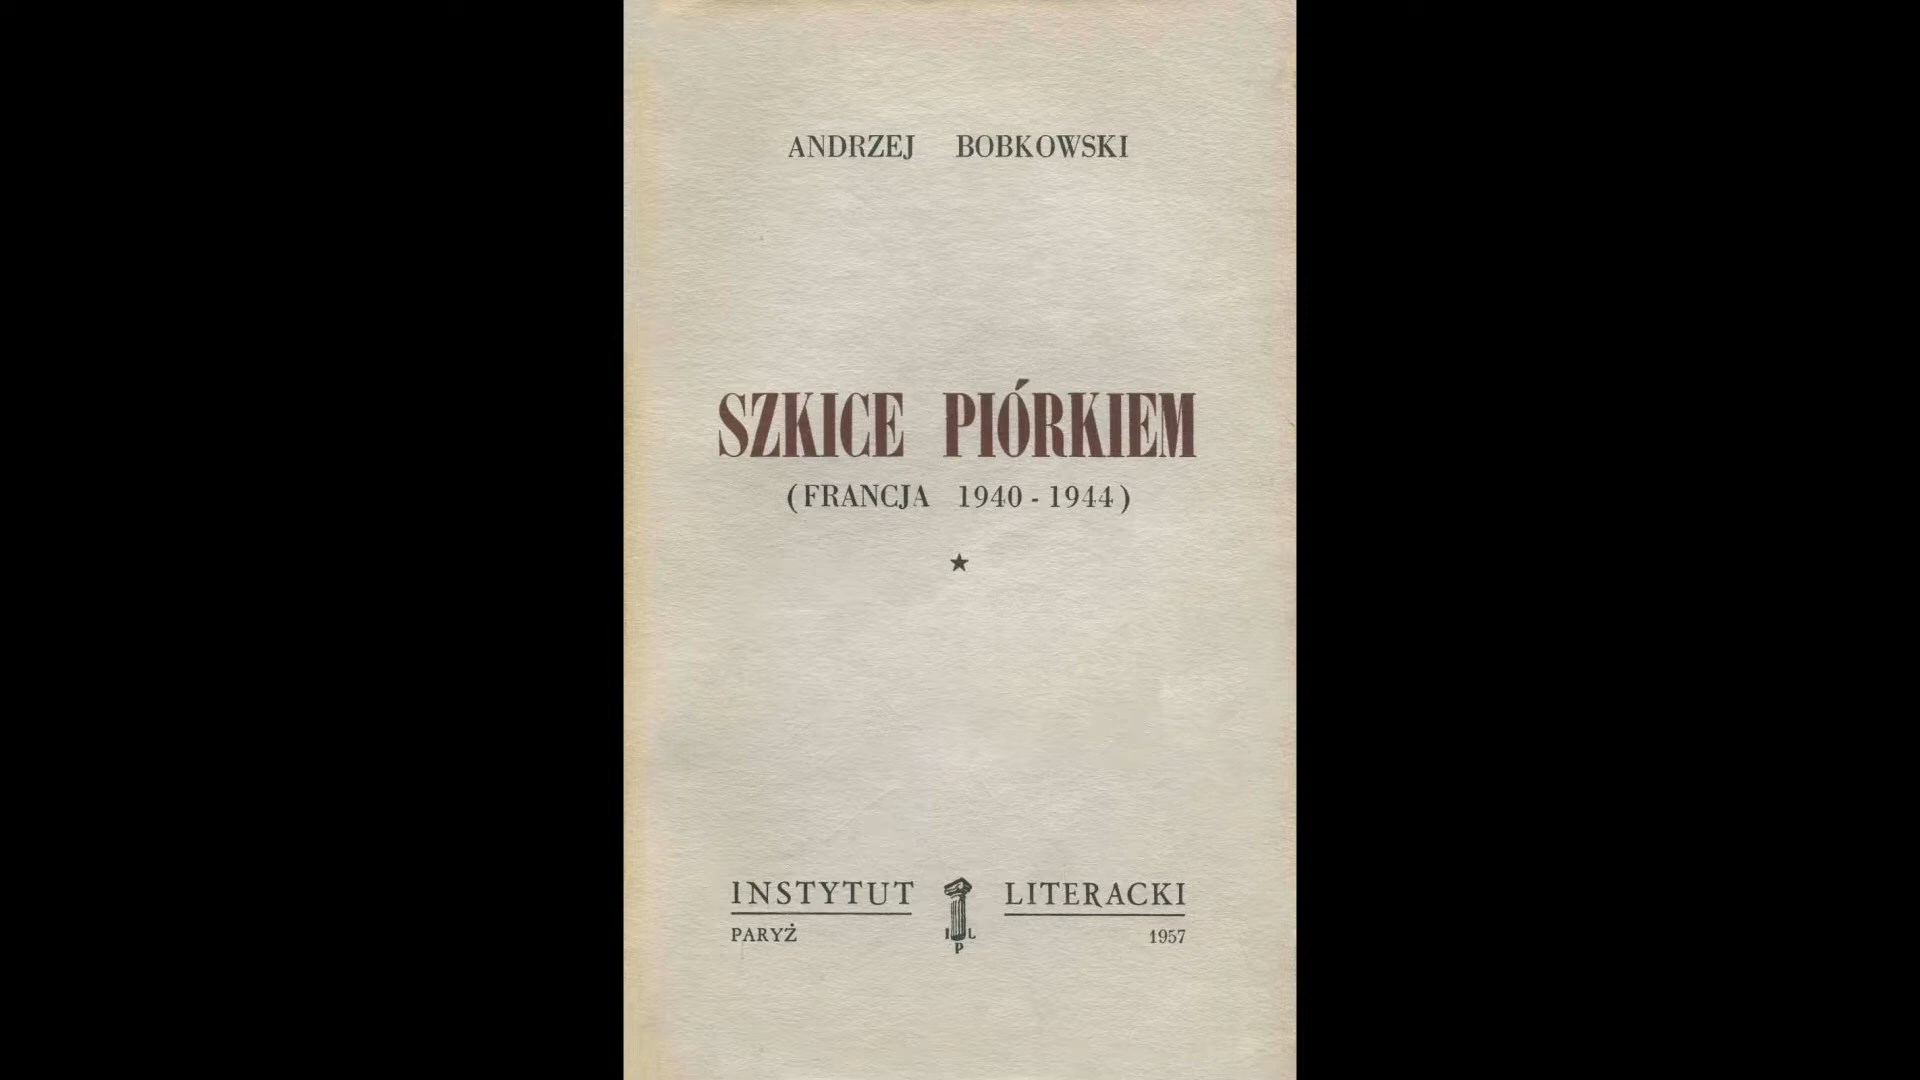 ANDRZEJ BOBKOWSKI
SZKICE PIÓRKIEM
(FRANCJA 1940 - 1944)
★
INSTYTUT LITERACKI
PARYŻ 1957
I L
P